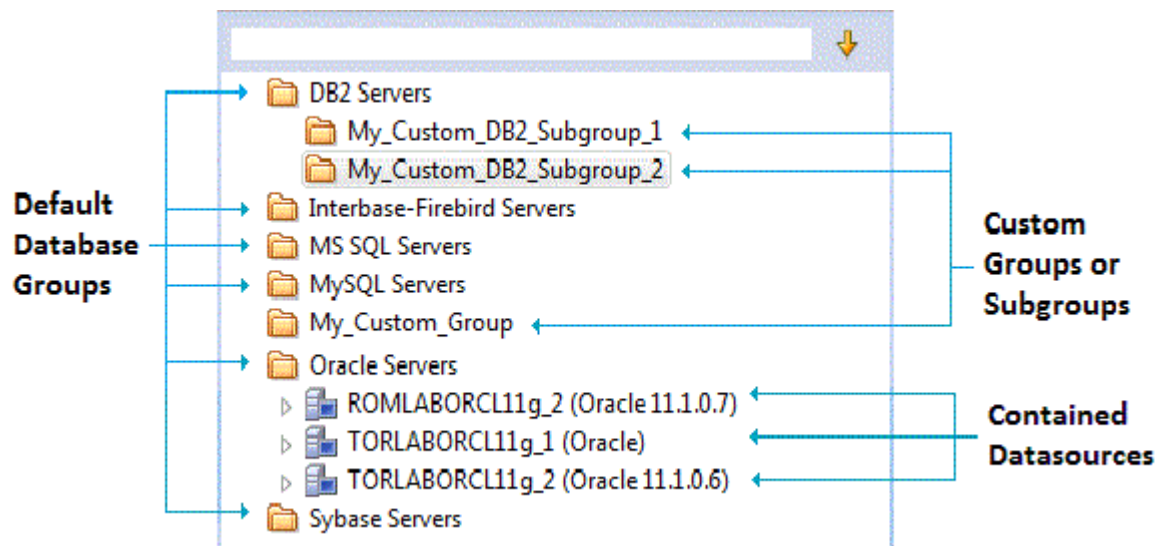 DB2 Servers
My_Custom_DB2_Subgroup_1
My_Custom_DB2_Subgroup_2
Interbase-Firebird Servers
MS SQL Servers
MySQL Servers
My_Custom_Group
Oracle Servers
ROMLABORCL11g_2 (Oracle 11.1.0.7)
TORLABORCL11g_1 (Oracle)
TORLABORCL11g_2 (Oracle 11.1.0.6)
Sybase Servers
Default
Database
Groups
Custom
Groups or
Subgroups
Contained
Datasources